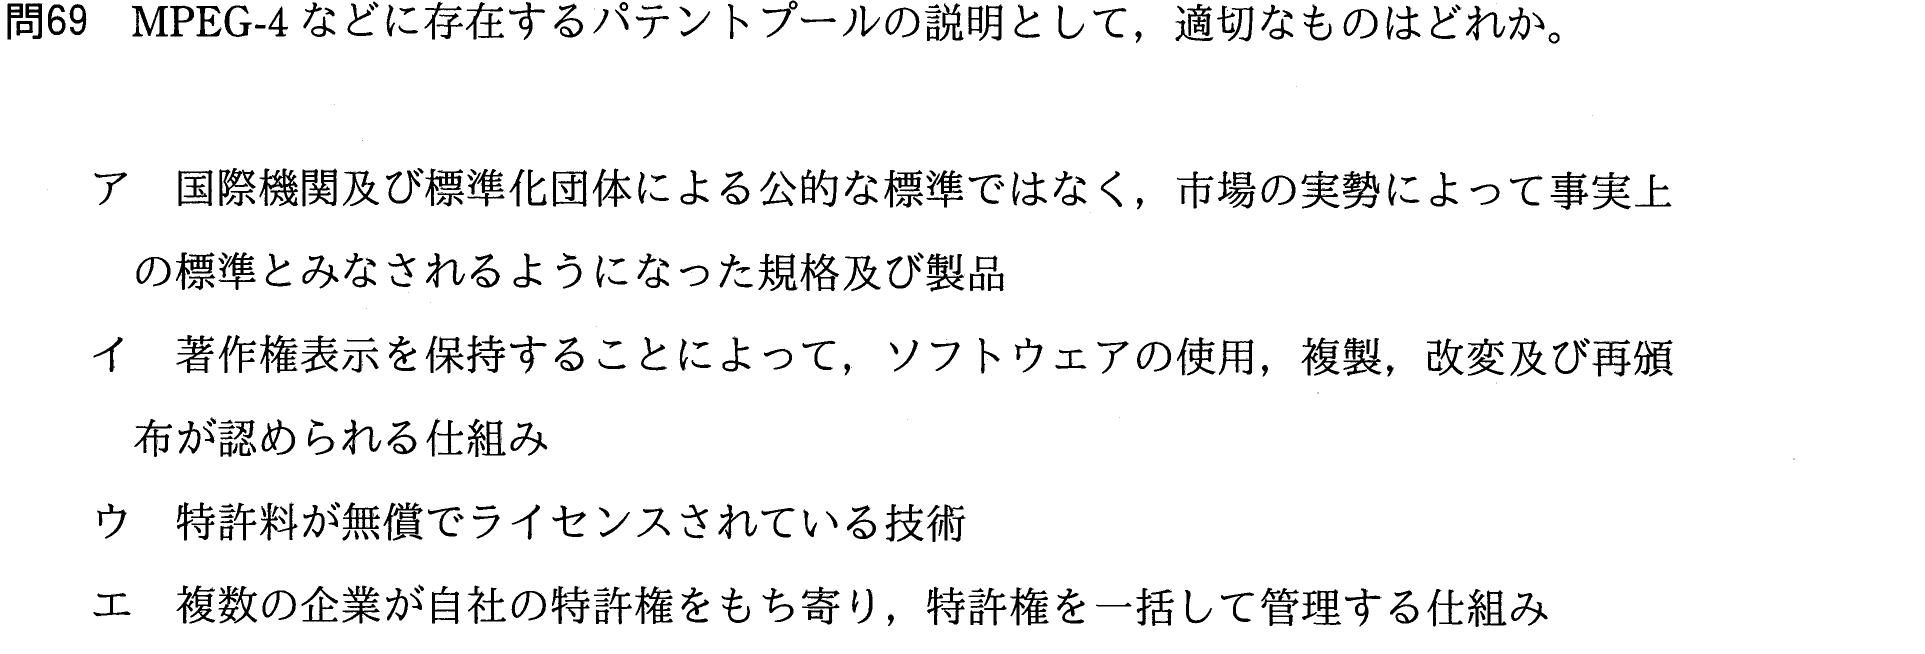 問69 MPEG-4 などに存在するパテントプールの説明として，適切なものはどれか。
ア 国際機関及び標準化団体による公的な標準ではなく，市場の実勢によって事実上
の標準とみなされるようになった規格及び製品
イ 著作権表示を保持することによって，ソフトウェアの使用，複製，改変及び再頒
布が認められる仕組み
ウ 特許料が無償でライセンスされている技術
エ 複数の企業が自社の特許権をもち寄り，特許権を一括して管理する仕組み